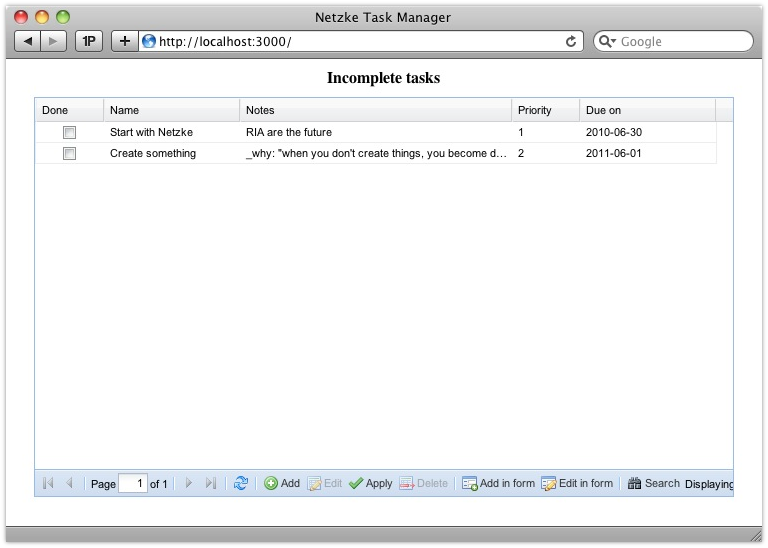 Netzke Task Manager
1P
http://localhost:3000/
Google
Incomplete tasks
Done Name Notes Priority Due on
Start with Netzke RIA are the future 1 2010-06-30
Create something _why: "when you don't create things, you become d... 2 2011-06-01
Page 1 of 1 Add Edit Apply Delete Add in form Edit in form Search Displaying